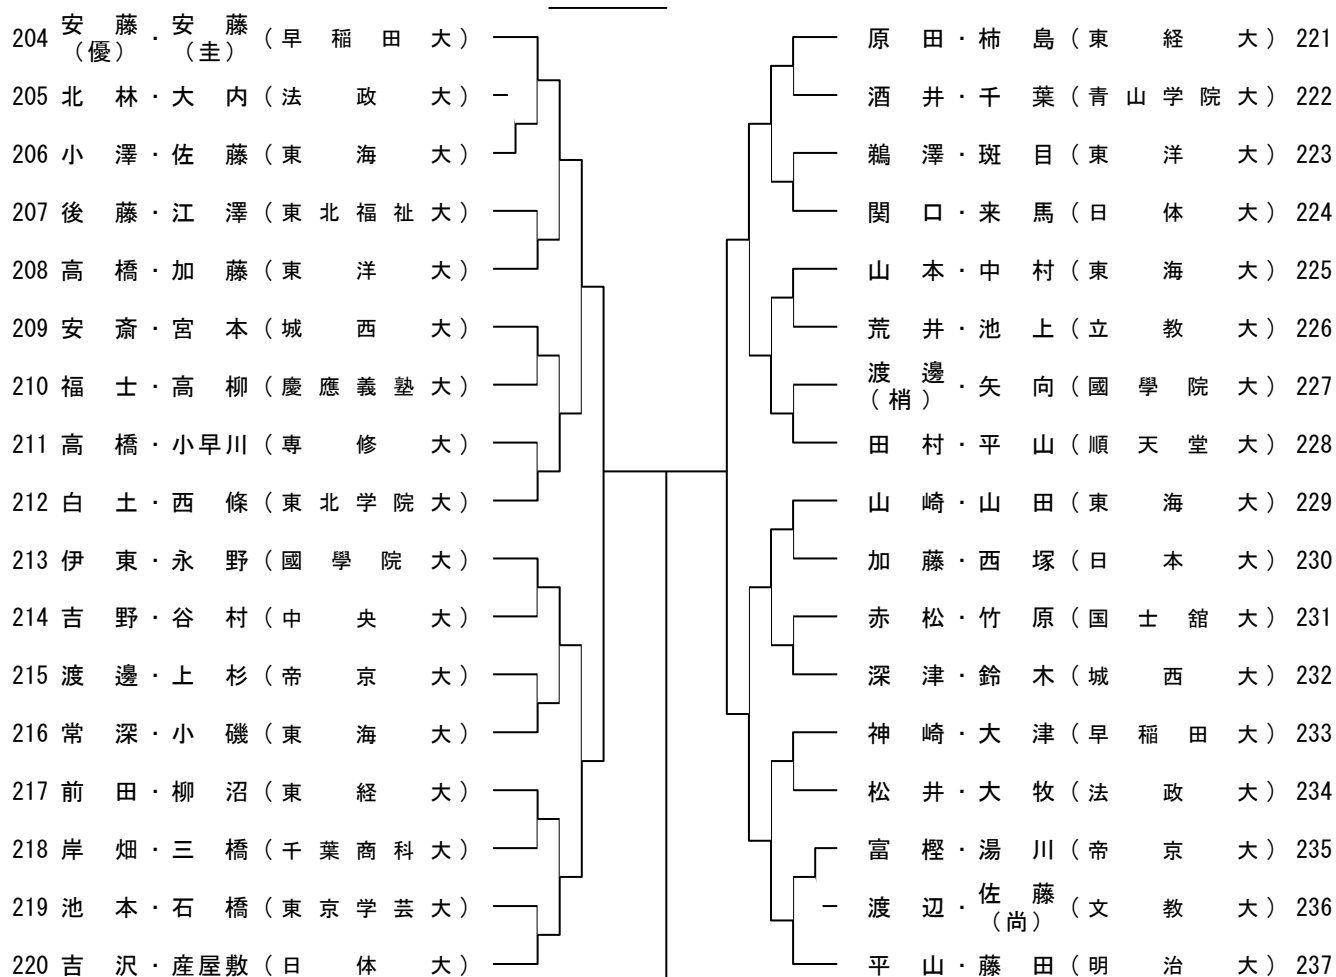 204 安藤(優)・安藤(圭)(早稲田大)
205 北林・大内(法政大)
206 小澤・佐藤(東海大)
207 後藤・江澤(東北福祉大)
208 高橋・加藤(東洋大)
209 安斎・宮本(城西大)
210 福士・高柳(慶應義塾大)
211 高橋・小早川(専修大)
212 白土・西條(東北学院大)
213 伊東・永野(國學院大)
214 吉野・谷村(中央大)
215 渡邊・上杉(帝京大)
216 常深・小磯(東海大)
217 前田・柳沼(東経大)
218 岸畑・三橋(千葉商科大)
219 池本・石橋(東京学芸大)
220 吉沢・産屋敷(日体大)
原田・柿島(東経大) 221
酒井・千葉(青山学院大) 222
鵜澤・斑目(東洋大) 223
関口・来馬(日体大) 224
山本・中村(東海大) 225
荒井・池上(立教大) 226
渡邊(梢)・矢向(國學院大) 227
田村・平山(順天堂大) 228
山崎・山田(東海大) 229
加藤・西塚(日本大) 230
赤松・竹原(国士舘大) 231
深津・鈴木(城西大) 232
神崎・大津(早稲田大) 233
松井・大牧(法政大) 234
富樫・湯川(帝京大) 235
渡辺・佐藤(尚)(文教大) 236
平山・藤田(明治大) 237